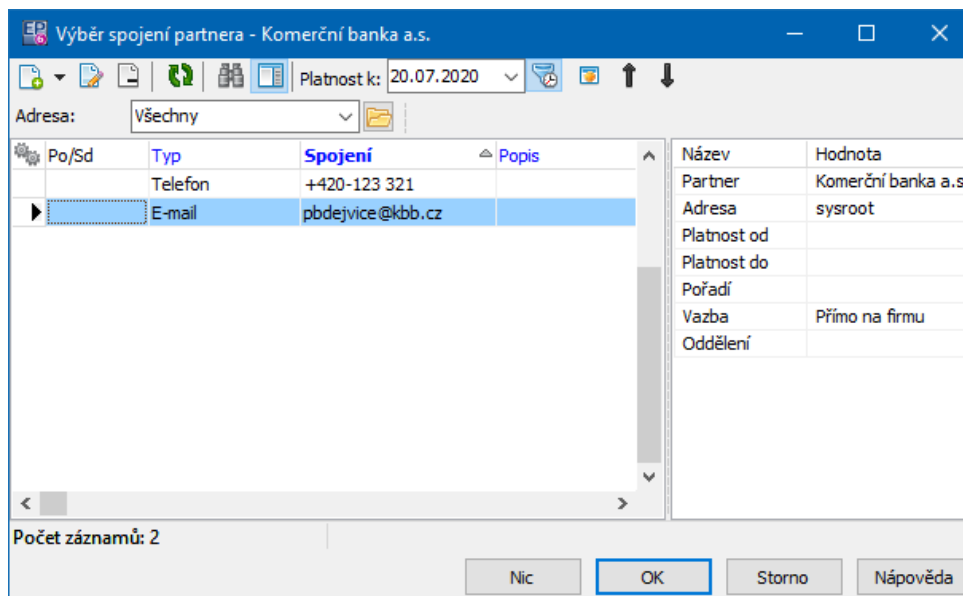 Výběr spojení partnera - Komerční banka a.s.
Platnost k: 20.07.2020
Adresa: Všechny
Po/Sd Typ Spojení Popis
Telefon +420-123 321
E-mail pbdejvice@kbb.cz
Název Hodnota
Partner Komerční banka a.s
Adresa sysroot
Platnost od
Platnost do
Pořadí
Vazba Přímo na firmu
Oddělení
Počet záznamů: 2
Nic OK Storno Nápověda